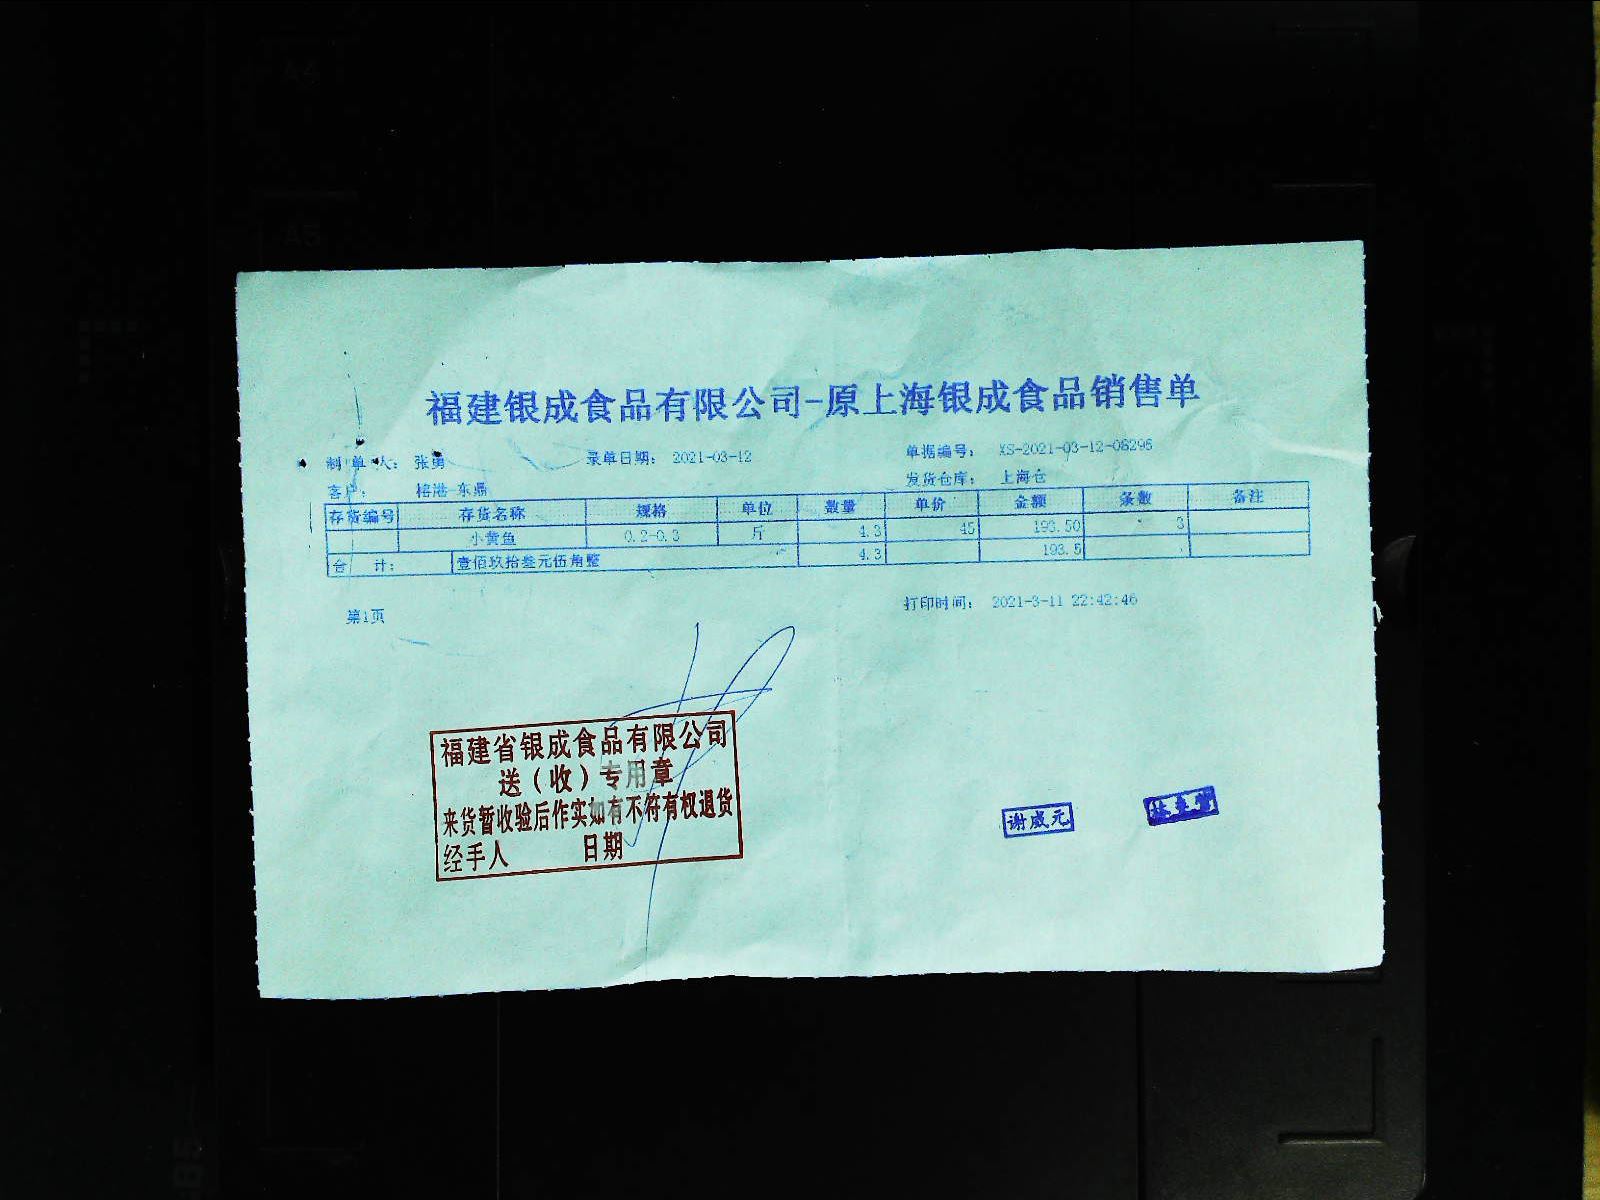 A4
A5
福建银成食品有限公司-原上海银成食品销售单
制单人: 张勇 录单日期: 2021-03-12 单据编号: XS-2021-03-12-08296
客户: 榕港-东鼎 发货仓库: 上海仓
存货编号 存货名称 规格 单位 数量 单价 金额 条数 备注
小黄鱼 0.2-0.3 斤 4.3 45 193.50 3
合计: 壹佰玖拾叁元伍角整 4.3 193.5
第1页 打印时间: 2021-3-11 22:42:46
福建省银成食品有限公司
送(收)专用章
来货暂收验后作实如有不符有权退货
经手人 日期
谢成元
B5